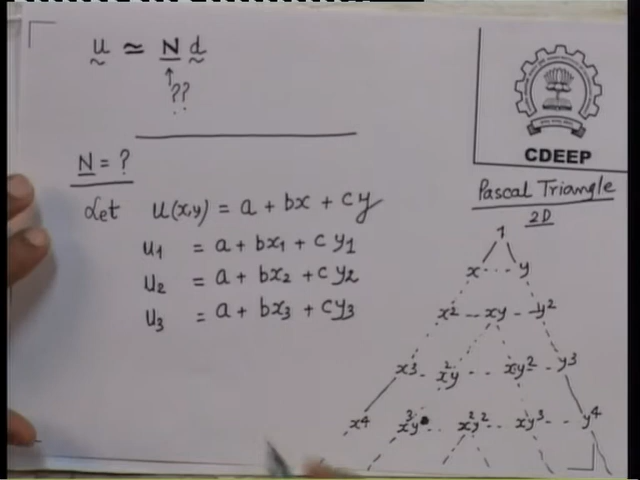 u ≃ N d
??
N = ?
Let u(x,y) = a + bx + cy
u₁ = a + bx₁ + cy₁
u₂ = a + bx₂ + cy₂
u₃ = a + bx₃ + cy₃
CDEEP
Pascal Triangle
2D
1
x y
x² xy y²
x³ x²y xy² y³
x⁴ x³y x²y² xy³ y⁴